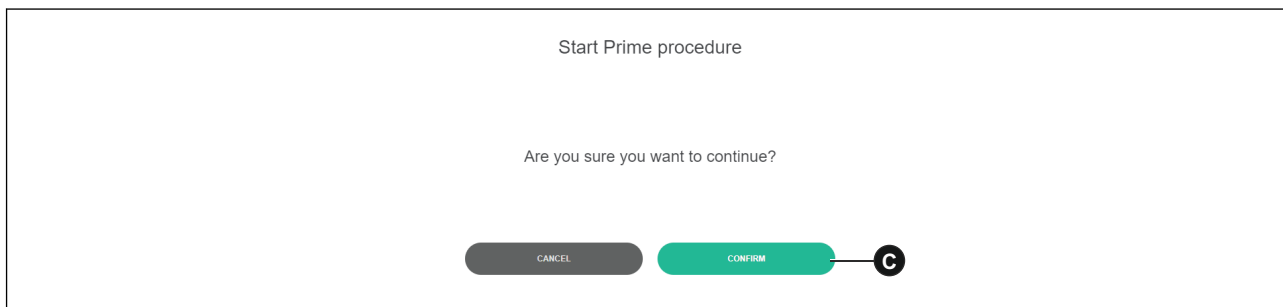 Start Prime procedure
Are you sure you want to continue?
CANCEL CONFIRM C